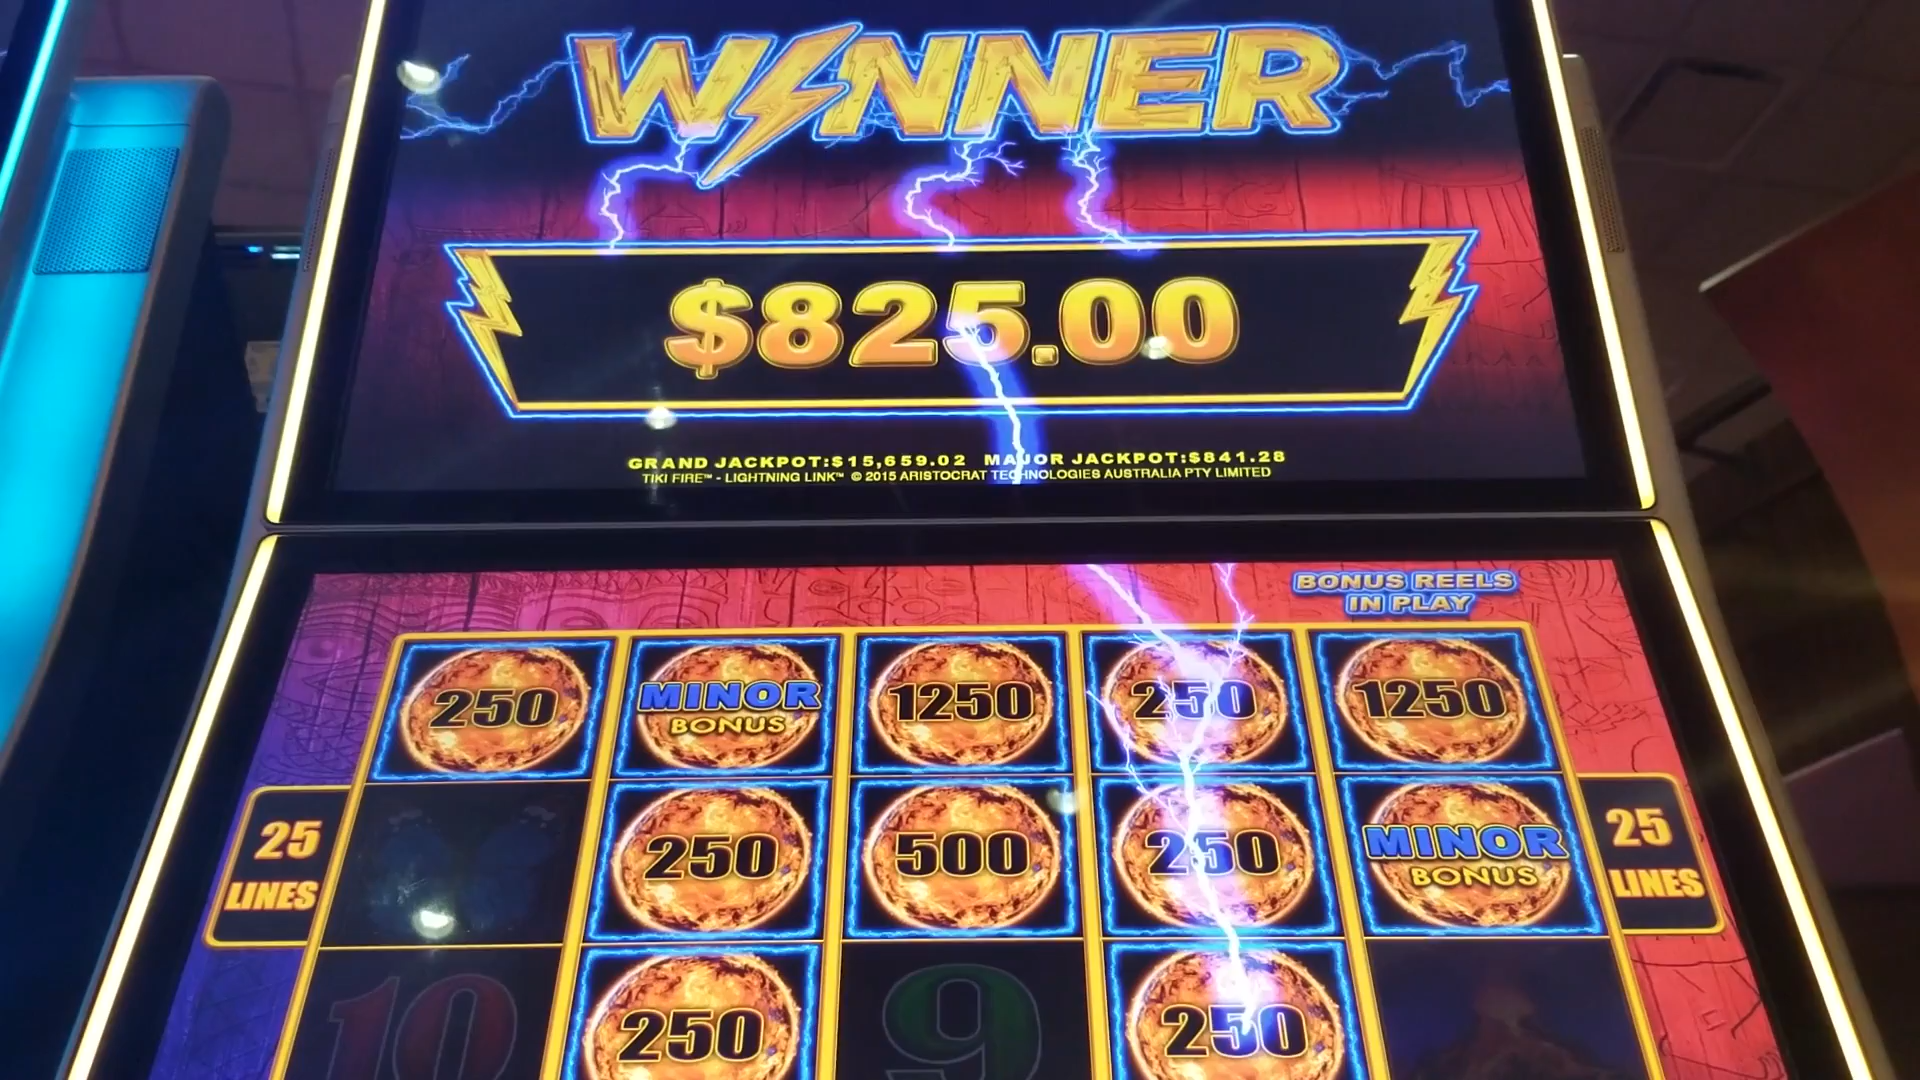 WINNER
$825.00
GRAND JACKPOT:$15,659.02 MAJOR JACKPOT:$841.28
TIKI FIRE™ - LIGHTNING LINK™ © 2015 ARISTOCRAT TECHNOLOGIES AUSTRALIA PTY LIMITED
BONUS REELS
IN PLAY
250 MINOR BONUS 1250 250 1250
25 LINES 250 500 250 MINOR BONUS 25 LINES
10 250 9 250